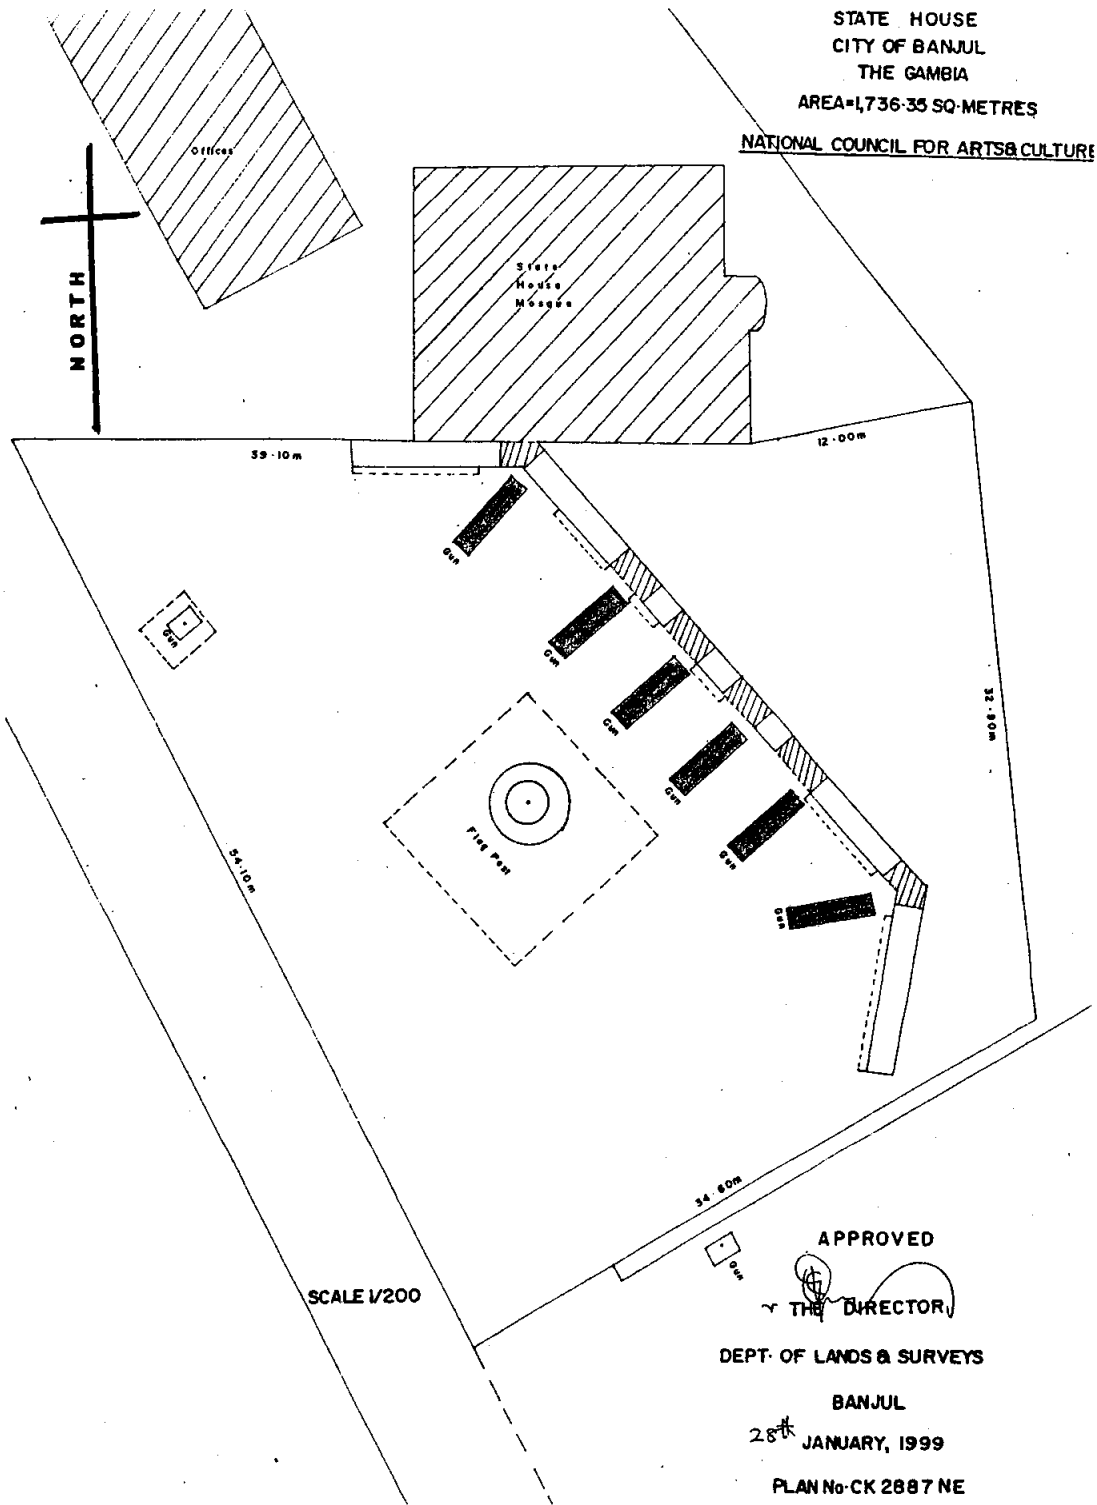 STATE HOUSE
CITY OF BANJUL
THE GAMBIA
AREA=1,736·35 SQ·METRES
NATIONAL COUNCIL FOR ARTS & CULTURE
Offices
NORTH
State
House
Mosque
39·10m
12·00m
Gun
Gun
Gun
Gun
Gun
Gun
Gun
32·90m
Flag Post
54·10m
34·60m
Gun
SCALE 1/200
APPROVED
THE DIRECTOR
DEPT· OF LANDS & SURVEYS
BANJUL
28th JANUARY, 1999
PLAN No·CK 2887 NE